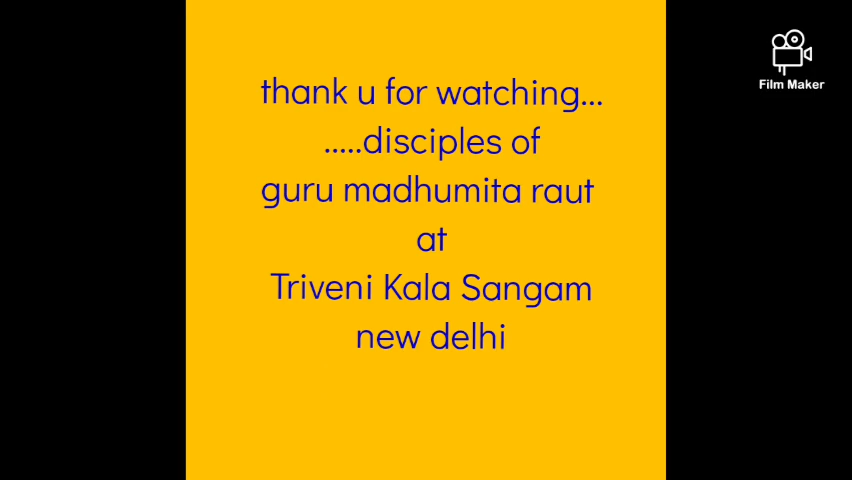 thank u for watching...
.....disciples of
guru madhumita raut
at
Triveni Kala Sangam
new delhi
Film Maker